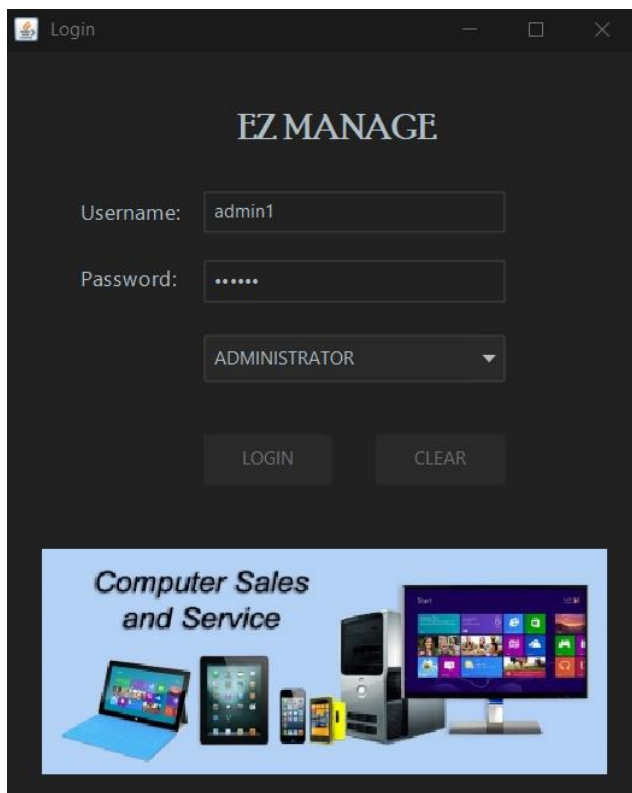 Login
EZ MANAGE
Username: admin1
Password: ••••••
ADMINISTRATOR
LOGIN CLEAR
Computer Sales
and Service
Start